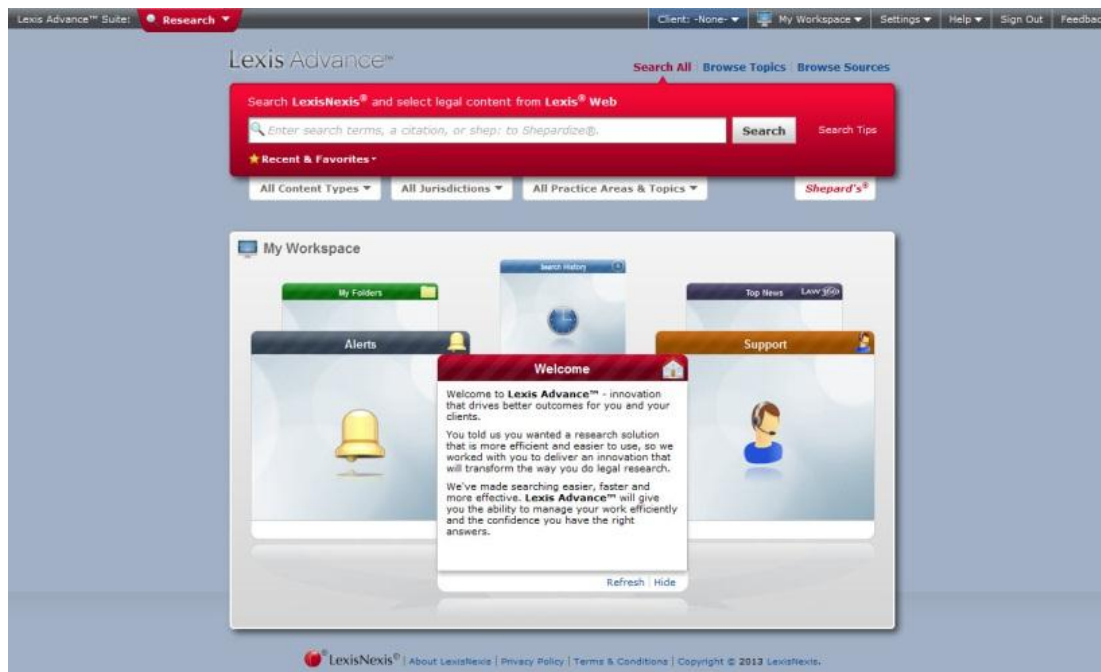 Lexis Advance™ Suite: Research Client: -None- My Workspace Settings Help Sign Out Feedbac
Lexis Advance™
Search All Browse Topics Browse Sources
Search LexisNexis® and select legal content from Lexis® Web
Enter search terms, a citation, or shep: to Shepardize®. Search Search Tips
Recent & Favorites
All Content Types All Jurisdictions All Practice Areas & Topics Shepard's®
My Workspace
Search History
My Folders Top News LAW360
Alerts Support
Welcome
Welcome to Lexis Advance™ - innovation
that drives better outcomes for you and your
clients.
You told us you wanted a research solution
that is more efficient and easier to use, so we
worked with you to deliver an innovation that
will transform the way you do legal research.
We've made searching easier, faster and
more effective. Lexis Advance™ will give
you the ability to manage your work efficiently
and the confidence you have the right
answers.
Refresh Hide
LexisNexis® | About LexisNexis | Privacy Policy | Terms & Conditions | Copyright © 2013 LexisNexis.